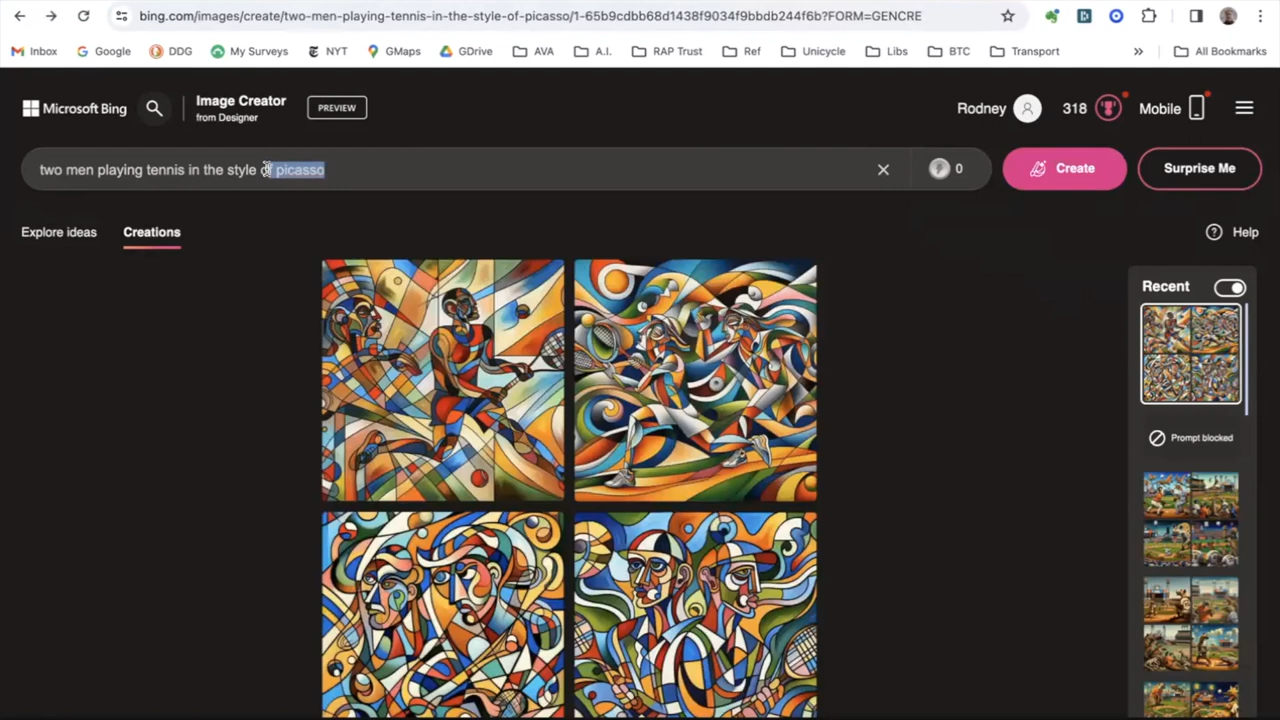 bing.com/images/create/two-men-playing-tennis-in-the-style-of-picasso/1-65b9cdbb68d1438f9034f9bbdb244f6b?FORM=GENCRE
Inbox Google DDG My Surveys NYT GMaps GDrive AVA A.I. RAP Trust Ref Unicycle Libs BTC Transport » All Bookmarks
Microsoft Bing
Image Creator
from Designer
PREVIEW
Rodney
318
Mobile
two men playing tennis in the style of picasso
0
Create
Surprise Me
Explore ideas
Creations
Help
Recent
Prompt blocked